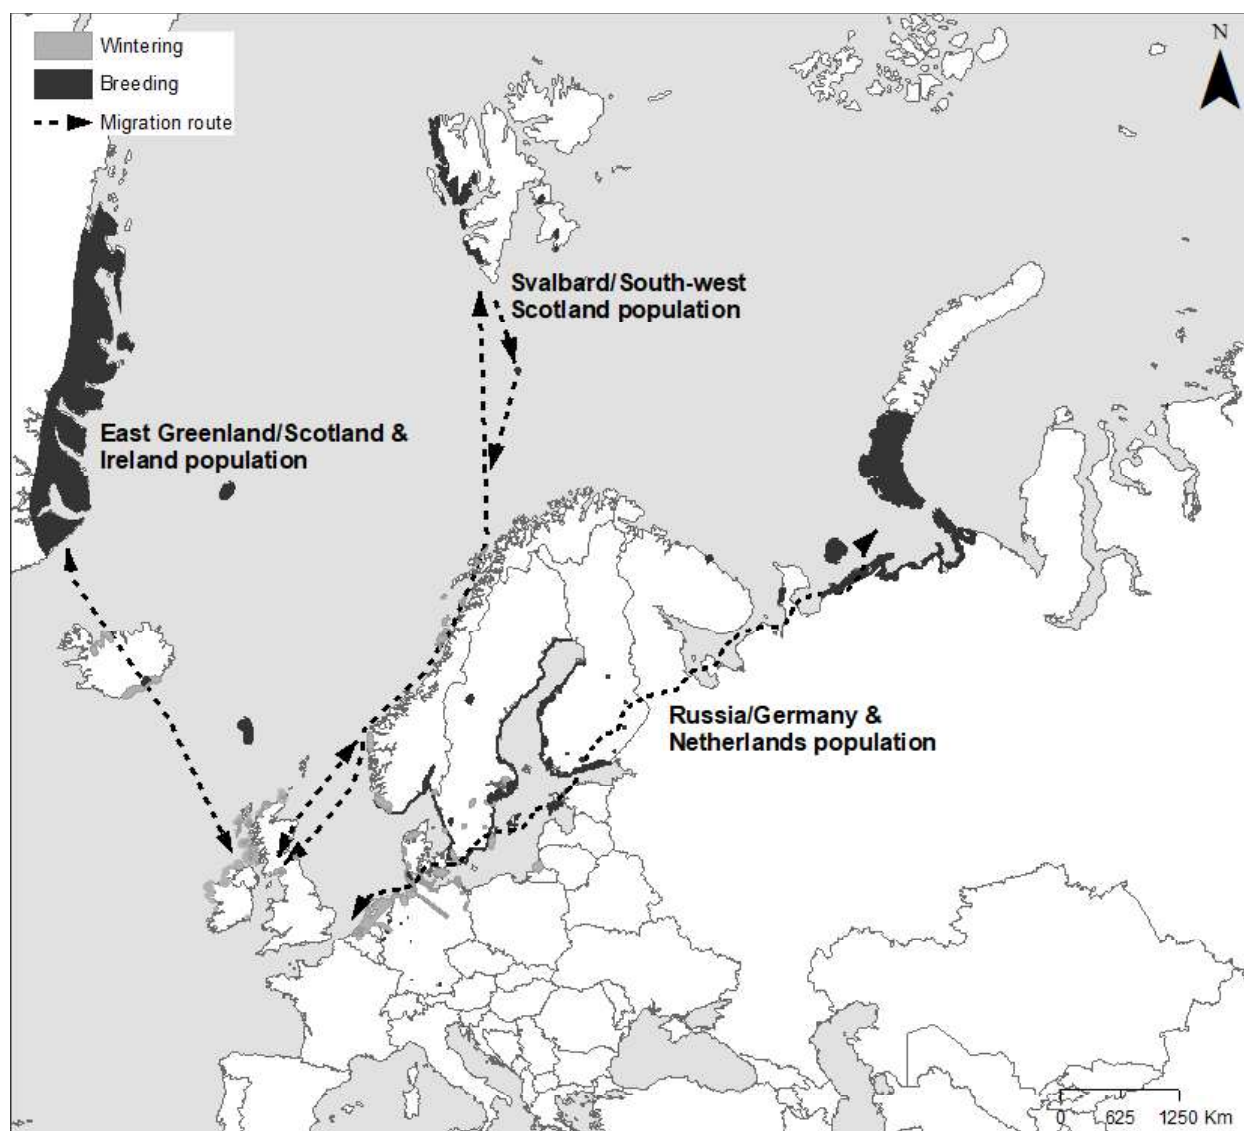 Wintering
Breeding
Migration route
N
Svalbard/South-west
Scotland population
East Greenland/Scotland &
Ireland population
Russia/Germany &
Netherlands population
0 625 1250 Km